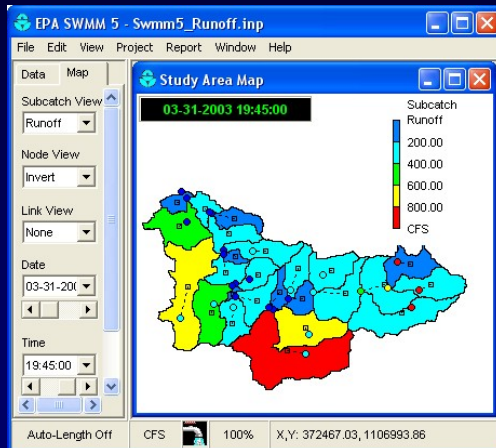 EPA SWMM 5 - Swmm5_Runoff.inp
File Edit View Project Report Window Help
Data Map
Subcatch View
Runoff
Node View
Invert
Link View
None
Date
03-31-200
Time
19:45:00
Study Area Map
03-31-2003 19:45:00
Subcatch
Runoff
200.00
400.00
600.00
800.00
CFS
Auto-Length Off CFS 100% X,Y: 372467.03, 1106993.86